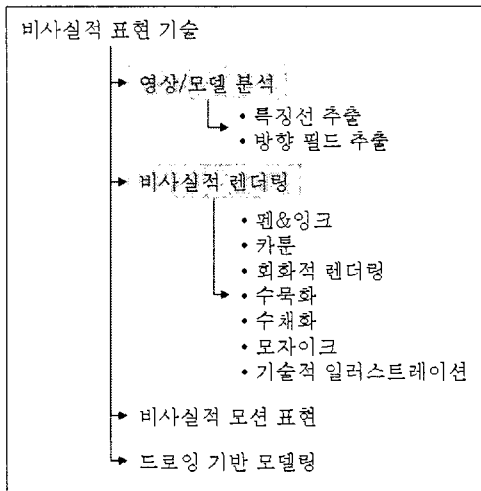 비사실적 표현 기술
영상/모델 분석
• 특징선 추출
• 방향 필드 추출
비사실적 렌더링
• 펜&잉크
• 카툰
• 회화적 렌더링
• 수묵화
• 수채화
• 모자이크
• 기술적 일러스트레이션
비사실적 모션 표현
드로잉 기반 모델링